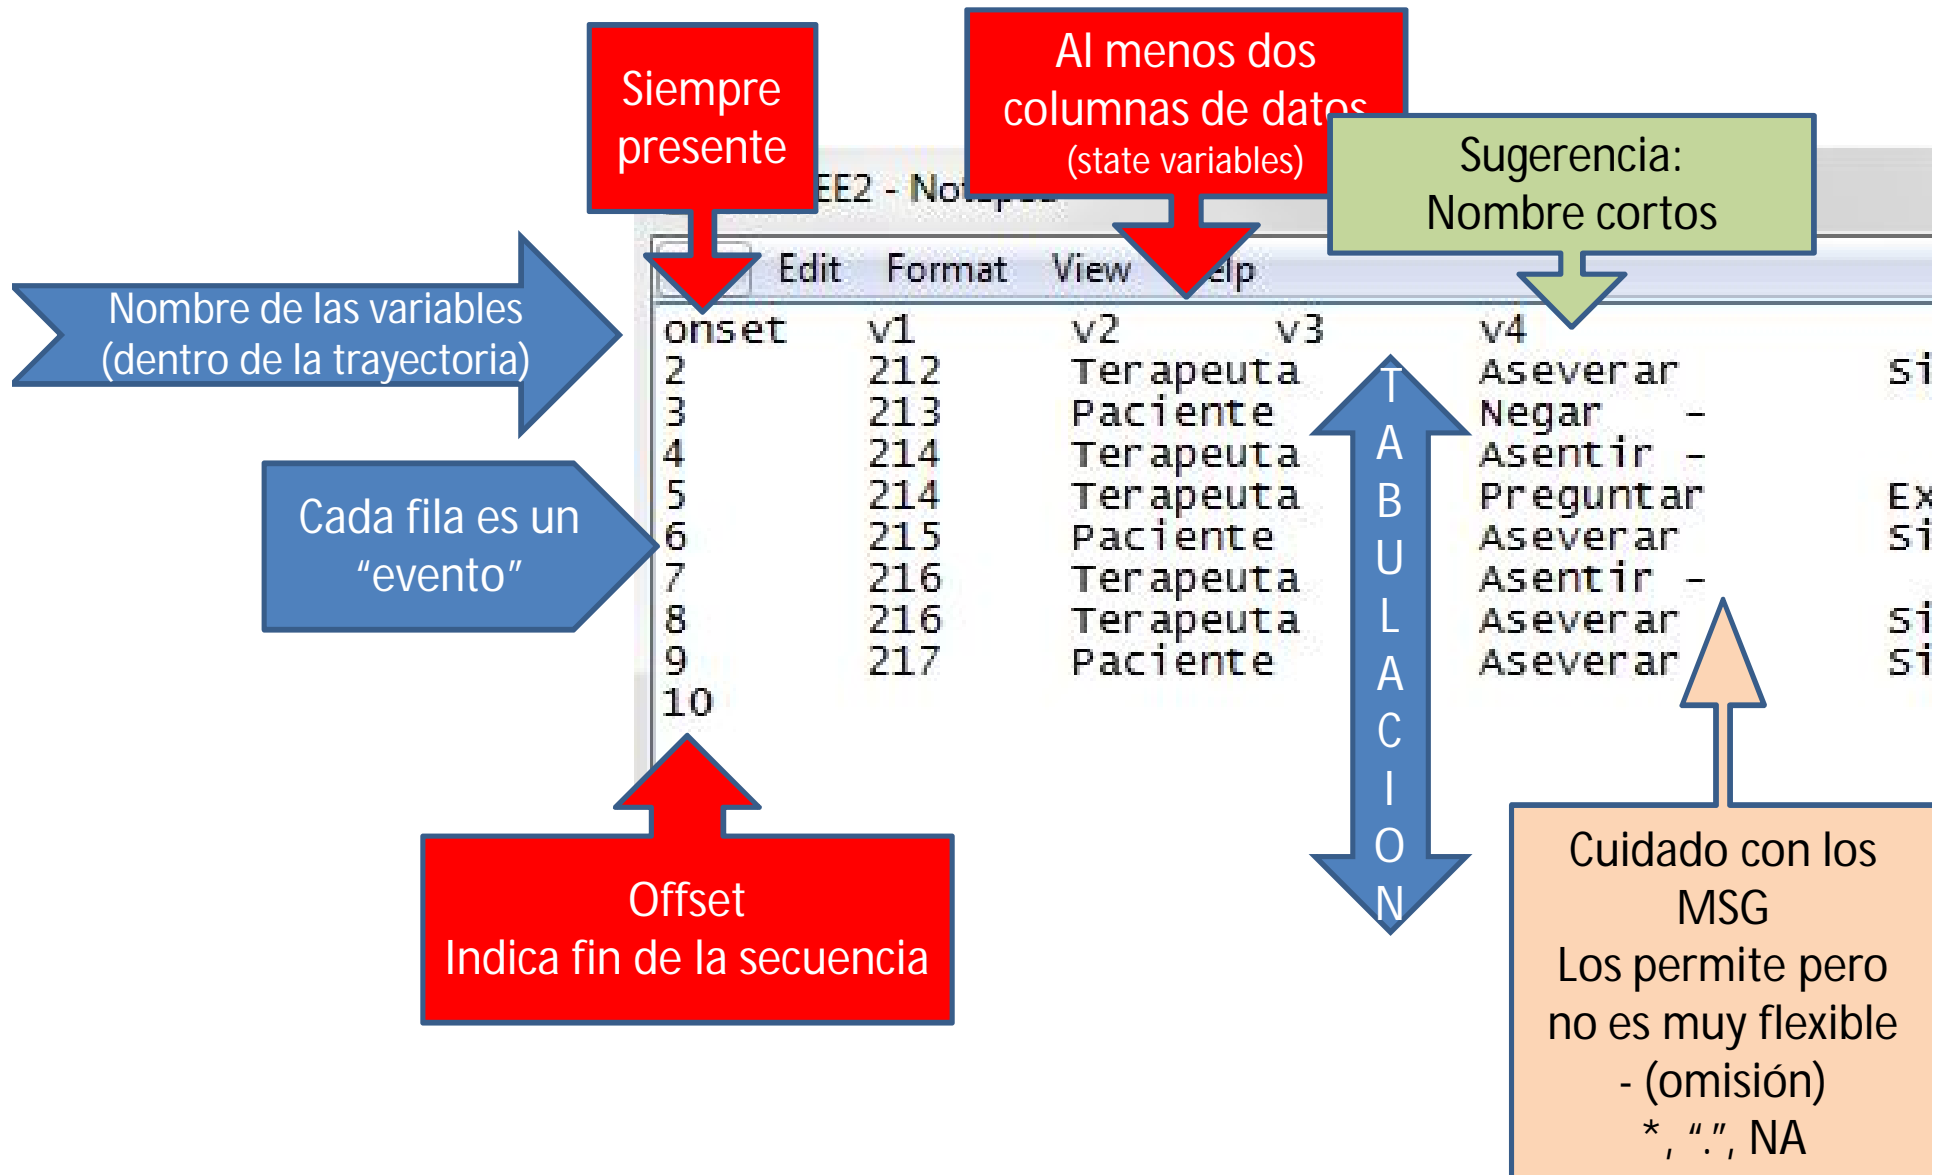 Siempre
presente
Al menos dos
columnas de datos
(state variables)
Sugerencia:
Nombre cortos
EE2 - Notepad
Edit Format View Help
Nombre de las variables
(dentro de la trayectoria)
onset v1 v2 v3 v4
2 212 Terapeuta Aseverar Si
3 213 Paciente Negar -
4 214 Terapeuta Asentir -
5 214 Terapeuta Preguntar Ex
6 215 Paciente Aseverar Si
7 216 Terapeuta Asentir -
8 216 Terapeuta Aseverar Si
9 217 Paciente Aseverar Si
10
Cada fila es un
“evento”
T
A
B
U
L
A
C
I
O
N
Offset
Indica fin de la secuencia
Cuidado con los
MSG
Los permite pero
no es muy flexible
- (omisión)
*, “.”, NA